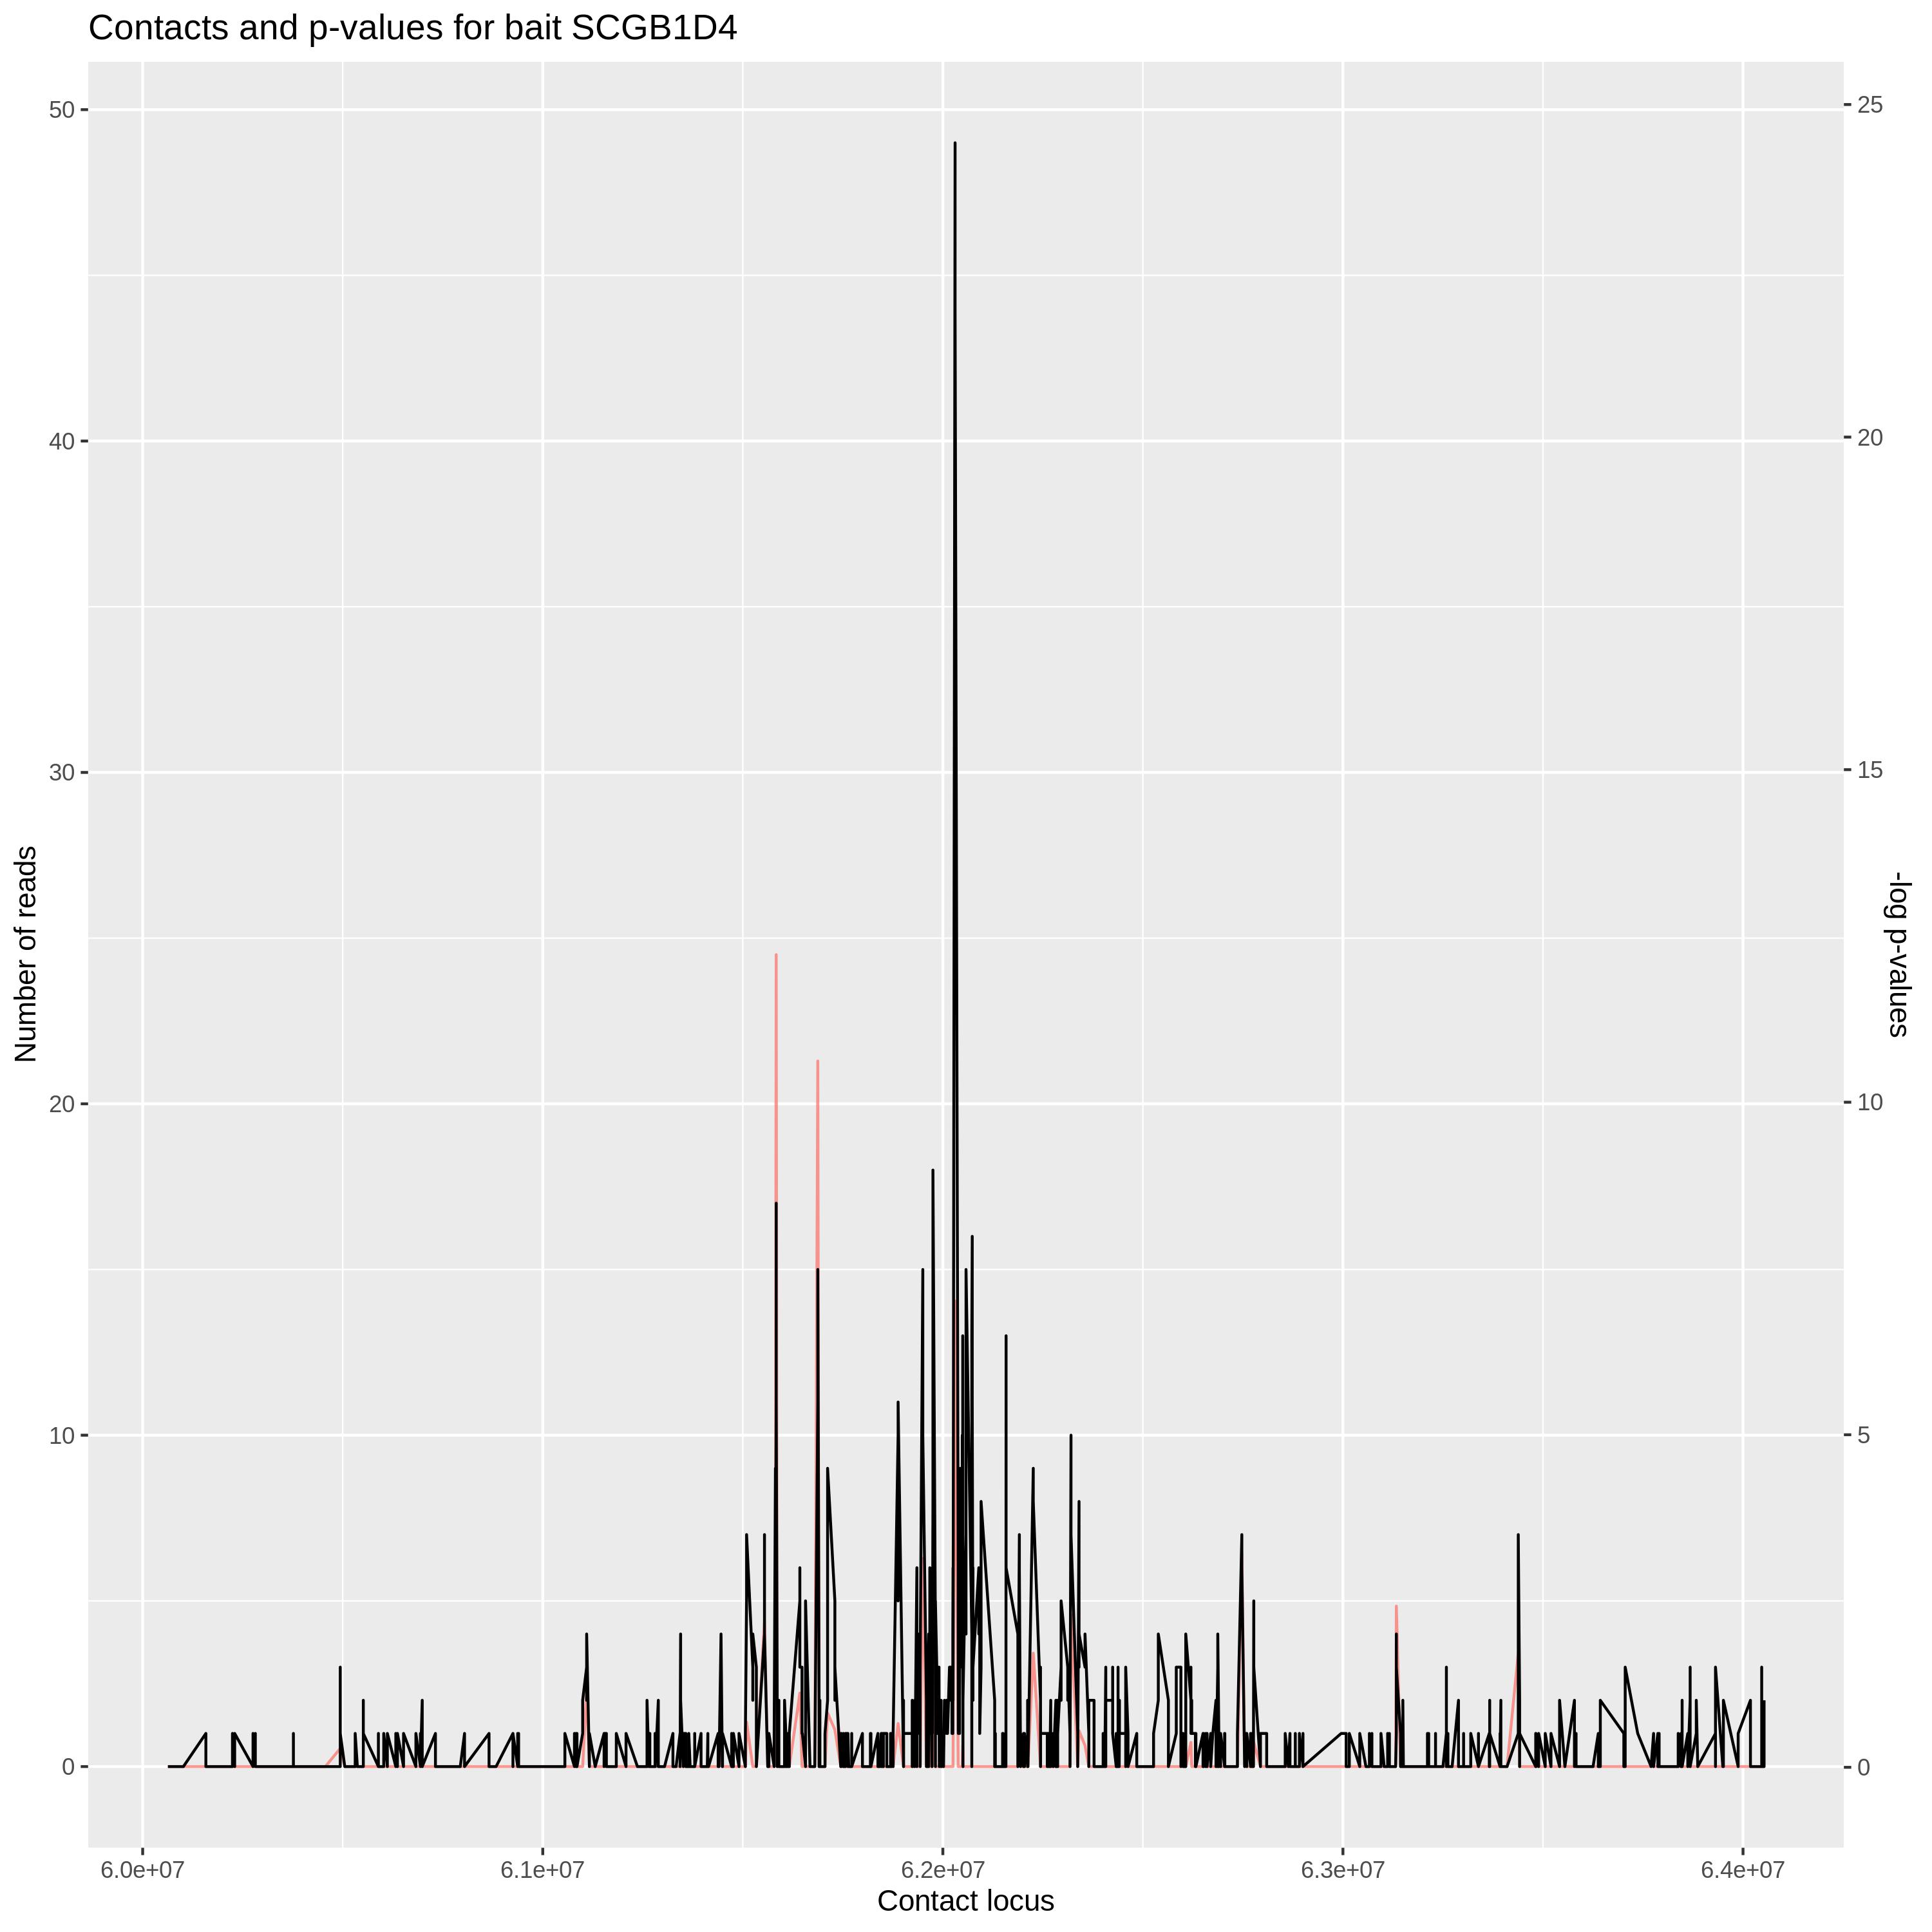 Contacts and p-values for bait SCGB1D4
50
40
30
20
10
0
Number of reads
25
20
15
10
5
0
-log p-values
6.0e+07 6.1e+07 6.2e+07 6.3e+07 6.4e+07
Contact locus